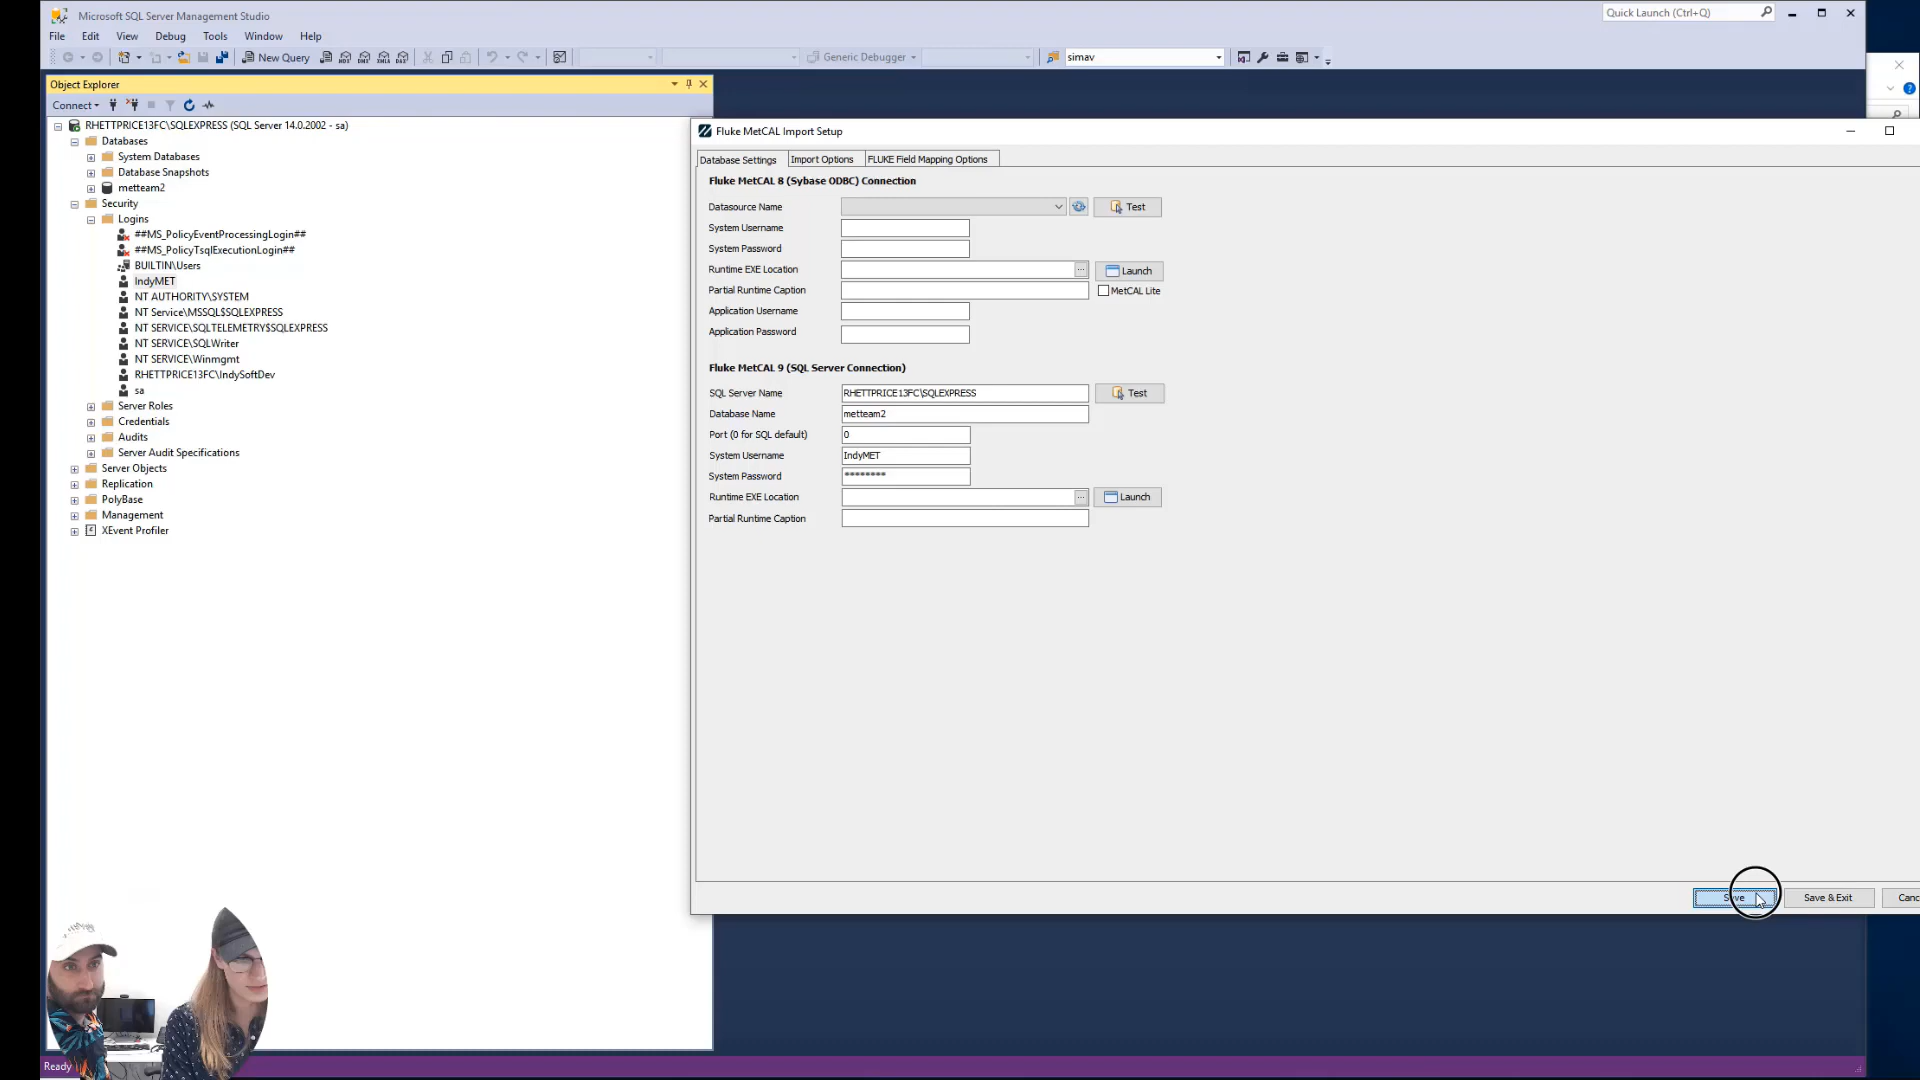 Microsoft SQL Server Management Studio
Quick Launch (Ctrl+Q)
File Edit View Debug Tools Window Help
New Query
Generic Debugger
simav
Object Explorer
Connect
RHETTPRICE13FC\SQLEXPRESS (SQL Server 14.0.2002 - sa)
Databases
System Databases
Database Snapshots
metteam2
Security
Logins
##MS_PolicyEventProcessingLogin##
##MS_PolicyTsqlExecutionLogin##
BUILTIN\Users
IndyMET
NT AUTHORITY\SYSTEM
NT Service\MSSQL$SQLEXPRESS
NT SERVICE\SQLTELEMETRY$SQLEXPRESS
NT SERVICE\SQLWriter
NT SERVICE\Winmgmt
RHETTPRICE13FC\IndySoftDev
sa
Server Roles
Credentials
Audits
Server Audit Specifications
Server Objects
Replication
PolyBase
Management
XEvent Profiler
Fluke MetCAL Import Setup
Database Settings Import Options FLUKE Field Mapping Options
Fluke MetCAL 8 (Sybase ODBC) Connection
Datasource Name Test
System Username
System Password
Runtime EXE Location ... Launch
Partial Runtime Caption MetCAL Lite
Application Username
Application Password
Fluke MetCAL 9 (SQL Server Connection)
SQL Server Name RHETTPRICE13FC\SQLEXPRESS Test
Database Name metteam2
Port (0 for SQL default) 0
System Username IndyMET
System Password ********
Runtime EXE Location ... Launch
Partial Runtime Caption
Save Save & Exit Canc
Ready